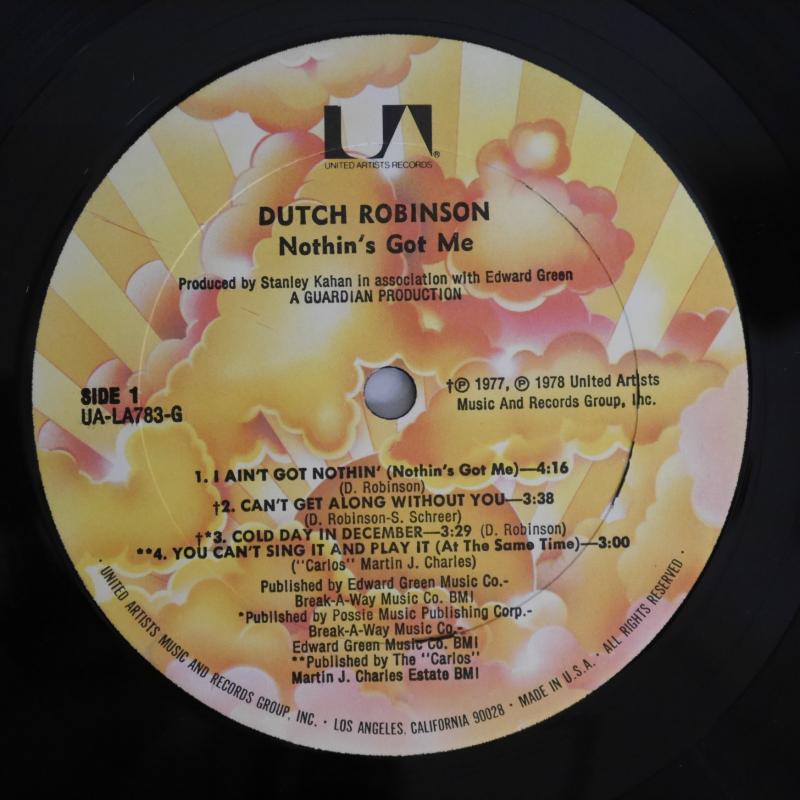 UA®
UNITED ARTISTS RECORDS
DUTCH ROBINSON
Nothin's Got Me
Produced by Stanley Kahan in association with Edward Green
A GUARDIAN PRODUCTION
SIDE 1
UA-LA783-G
†℗ 1977, ℗ 1978 United Artists
Music And Records Group, Inc.
1. I AIN'T GOT NOTHIN' (Nothin's Got Me)—4:16
(D. Robinson)
†2. CAN'T GET ALONG WITHOUT YOU—3:38
(D. Robinson-S. Schreer)
†*3. COLD DAY IN DECEMBER—3:29 (D. Robinson)
**4. YOU CAN'T SING IT AND PLAY IT (At The Same Time)—3:00
("Carlos" Martin J. Charles)
Published by Edward Green Music Co.-
Break-A-Way Music Co. BMI
*Published by Possie Music Publishing Corp.-
Break-A-Way Music Co.-
Edward Green Music Co. BMI
**Published by The "Carlos"
Martin J. Charles Estate BMI
· UNITED ARTISTS MUSIC AND RECORDS GROUP, INC. · LOS ANGELES, CALIFORNIA 90028 · MADE IN U.S.A. · ALL RIGHTS RESERVED ·